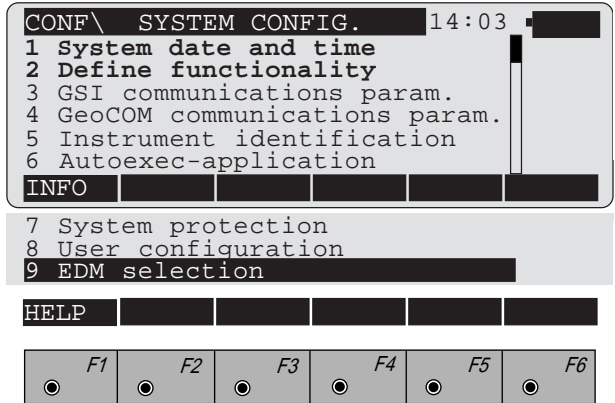 CONF\ SYSTEM CONFIG. 14:03
1 System date and time
2 Define functionality
3 GSI communications param.
4 GeoCOM communications param.
5 Instrument identification
6 Autoexec-application
INFO
7 System protection
8 User configuration
9 EDM selection
HELP
F1 F2 F3 F4 F5 F6